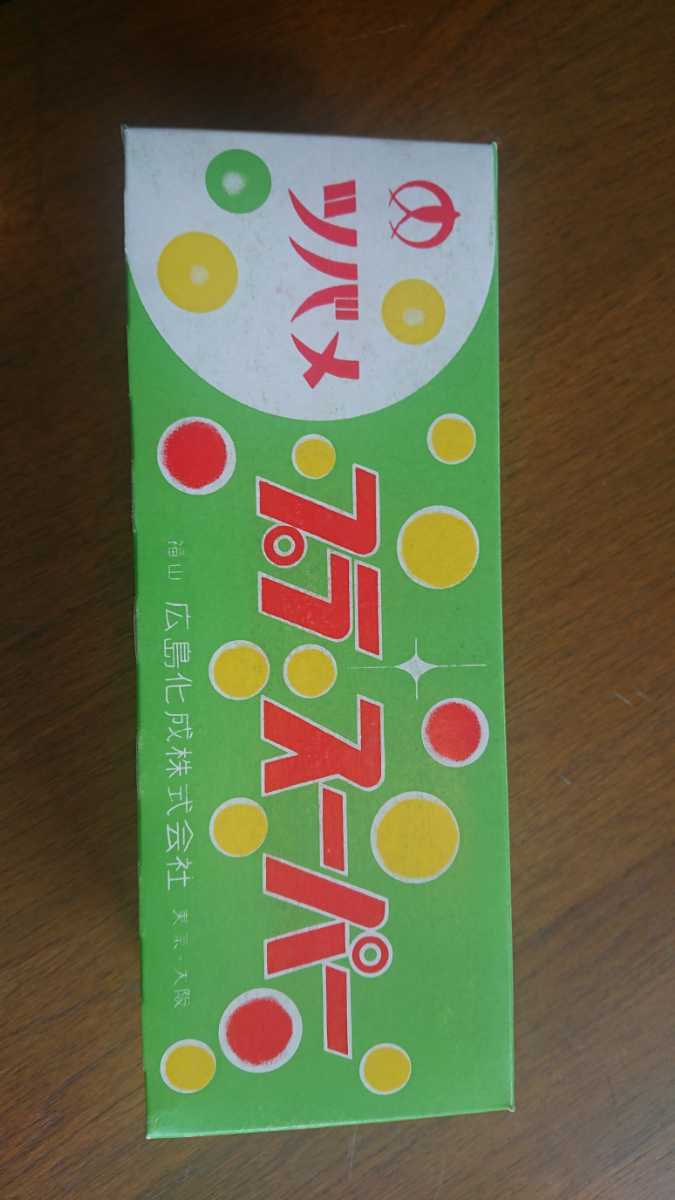 ツバメ
プラ・スーパー
福山 広島化成株式会社 東京・大阪